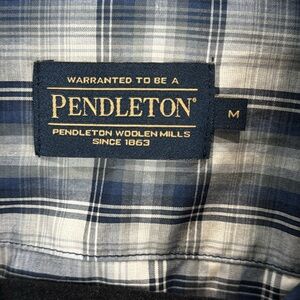 WARRANTED TO BE A
PENDLETON®
M
PENDLETON WOOLEN MILLS
SINCE 1863